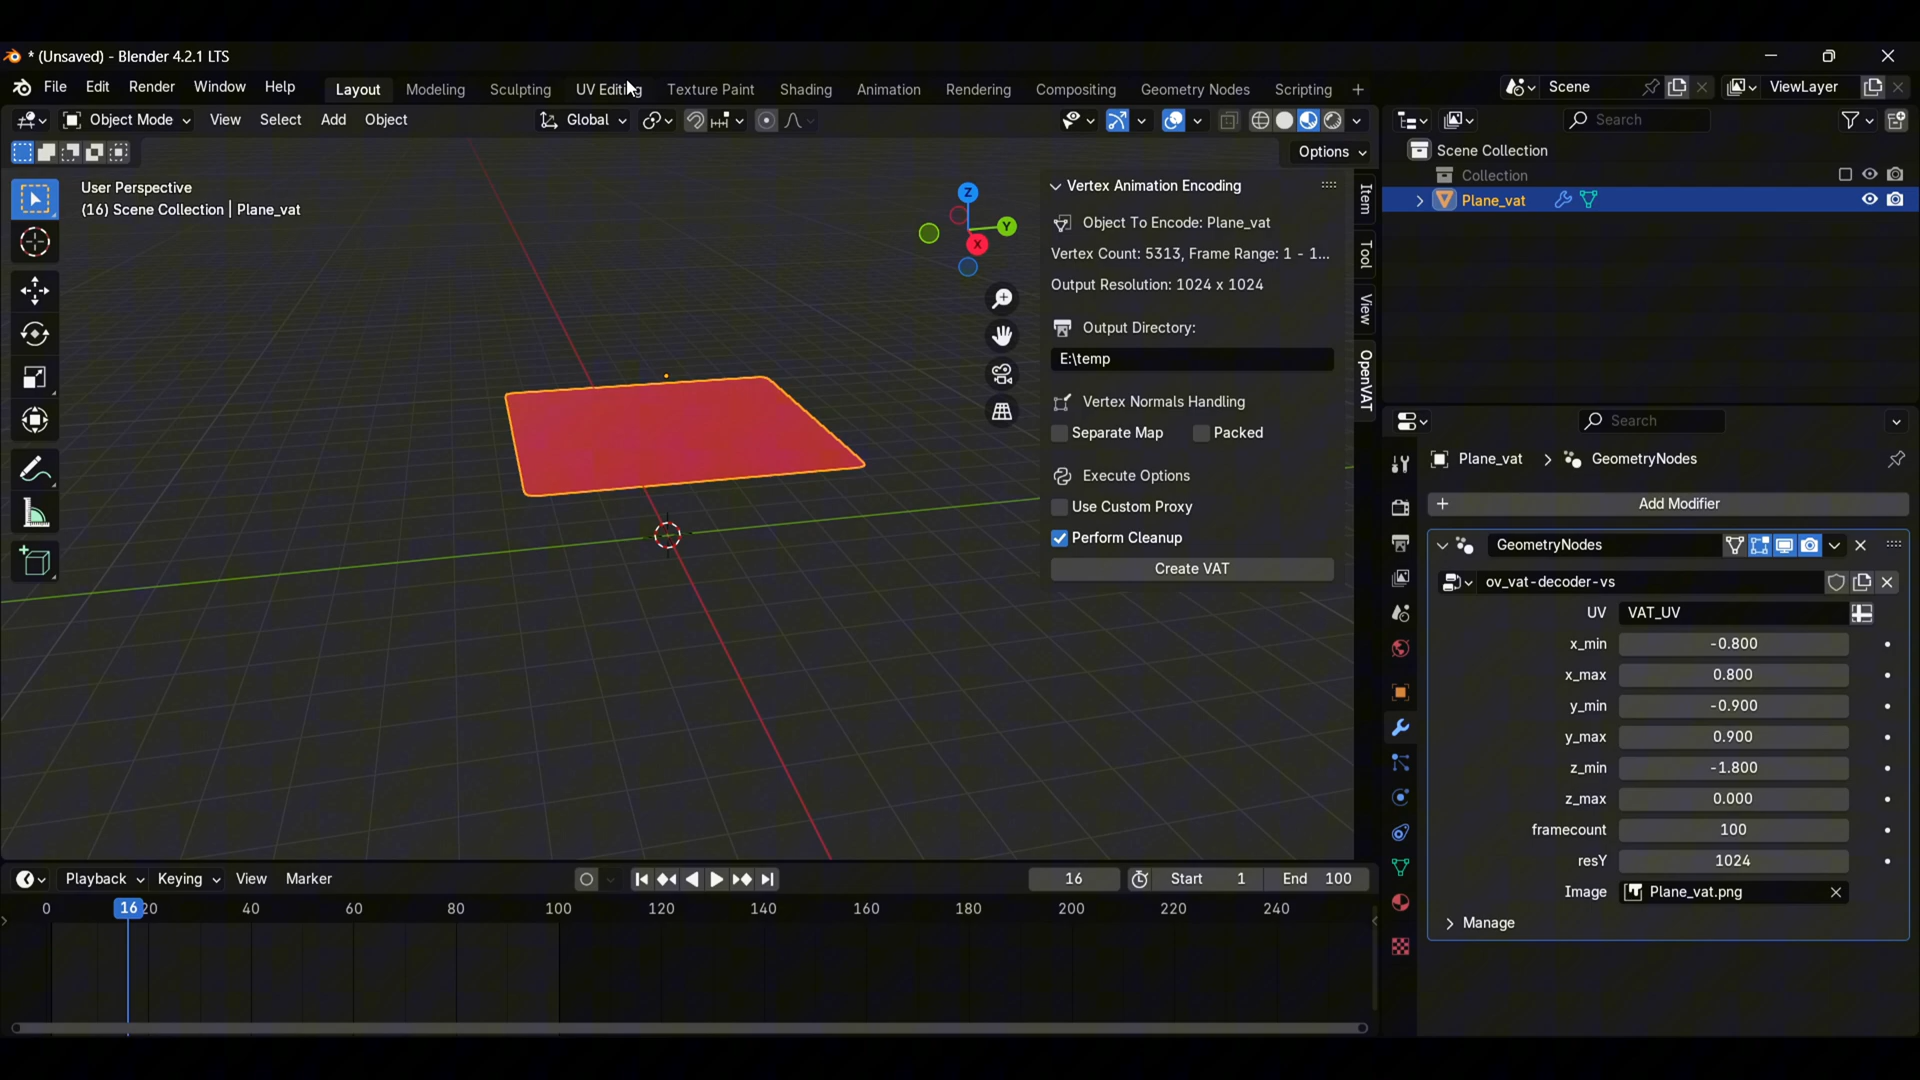 * (Unsaved) - Blender 4.2.1 LTS
File Edit Render Window Help Layout Modeling Sculpting UV Editing Texture Paint Shading Animation Rendering Compositing Geometry Nodes Scripting + Scene ViewLayer
Object Mode View Select Add Object Global Search
Options
User Perspective
(16) Scene Collection | Plane_vat
Z
Y
X
Vertex Animation Encoding
Object To Encode: Plane_vat
Vertex Count: 5313, Frame Range: 1 - 1...
Output Resolution: 1024 x 1024
Output Directory:
E:\temp
Vertex Normals Handling
Separate Map Packed
Execute Options
Use Custom Proxy
Perform Cleanup
Create VAT
Item
Tool
View
OpenVAT
Scene Collection
Collection
Plane_vat
Search
Plane_vat > GeometryNodes
+ Add Modifier
GeometryNodes
ov_vat-decoder-vs
UV VAT_UV
x_min -0.800
x_max 0.800
y_min -0.900
y_max 0.900
z_min -1.800
z_max 0.000
framecount 100
resY 1024
Image Plane_vat.png
Manage
Playback Keying View Marker 16 Start 1 End 100
0 16 20 40 60 80 100 120 140 160 180 200 220 240